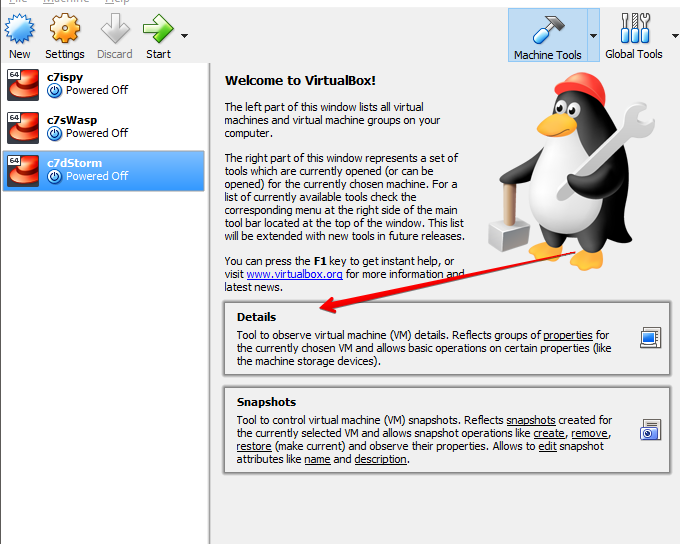 New
Settings
Discard
Start
Machine Tools
Global Tools
64
c7ispy
Powered Off
64
c7sWasp
Powered Off
64
c7dStorm
Powered Off
Welcome to VirtualBox!
The left part of this window lists all virtual
machines and virtual machine groups on your
computer.
The right part of this window represents a set of
tools which are currently opened (or can be
opened) for the currently chosen machine. For a
list of currently available tools check the
corresponding menu at the right side of the main
tool bar located at the top of the window. This list
will be extended with new tools in future releases.
You can press the F1 key to get instant help, or
visit www.virtualbox.org for more information and
latest news.
Details
Tool to observe virtual machine (VM) details. Reflects groups of properties for
the currently chosen VM and allows basic operations on certain properties (like
the machine storage devices).
Snapshots
Tool to control virtual machine (VM) snapshots. Reflects snapshots created for
the currently selected VM and allows snapshot operations like create, remove,
restore (make current) and observe their properties. Allows to edit snapshot
attributes like name and description.